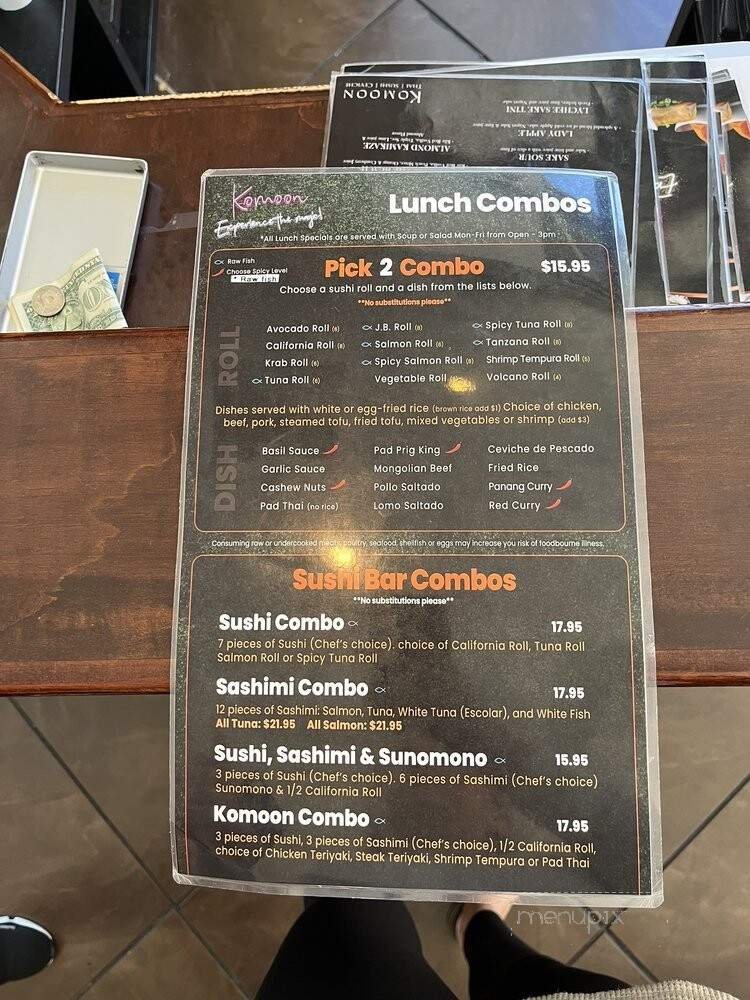 KOMOON
THAI | SUSHI | CEVICHE
LYCHEE SAKE TINI
LADY APPLE
ALMOND KAMIKAZE
SAKE SOUR
Komoon
Experience the mojo!
Lunch Combos
*All Lunch Specials are served with Soup or Salad Mon-Fri from Open - 3pm
Raw Fish
Choose Spicy Level
* Raw fish
Pick 2 Combo $15.95
Choose a sushi roll and a dish from the lists below.
**No substitutions please**
ROLL
Avocado Roll (6) J.B. Roll (8) Spicy Tuna Roll (8)
California Roll (8) Salmon Roll (6) Tanzana Roll (8)
Krab Roll (6) Spicy Salmon Roll (8) Shrimp Tempura Roll (5)
Tuna Roll (6) Vegetable Roll Volcano Roll (4)
Dishes served with white or egg-fried rice (brown rice add $1) Choice of chicken,
beef, pork, steamed tofu, fried tofu, mixed vegetables or shrimp (add $3)
DISH
Basil Sauce Pad Prig King Ceviche de Pescado
Garlic Sauce Mongolian Beef Fried Rice
Cashew Nuts Pollo Saltado Panang Curry
Pad Thai (no rice) Lomo Saltado Red Curry
Consuming raw or undercooked meats, poultry, seafood, shellfish or eggs may increase you risk of foodbourne illness.
Sushi Bar Combos
**No substitutions please**
Sushi Combo 17.95
7 pieces of Sushi (Chef's choice). choice of California Roll, Tuna Roll
Salmon Roll or Spicy Tuna Roll
Sashimi Combo 17.95
12 pieces of Sashimi: Salmon, Tuna, White Tuna (Escolar), and White Fish
All Tuna: $21.95 All Salmon: $21.95
Sushi, Sashimi & Sunomono 15.95
3 pieces of Sushi (Chef's choice). 6 pieces of Sashimi (Chef's choice)
Sunomono & 1/2 California Roll
Komoon Combo 17.95
3 pieces of Sushi, 3 pieces of Sashimi (Chef's choice), 1/2 California Roll,
choice of Chicken Teriyaki, Steak Teriyaki, Shrimp Tempura or Pad Thai
menupix